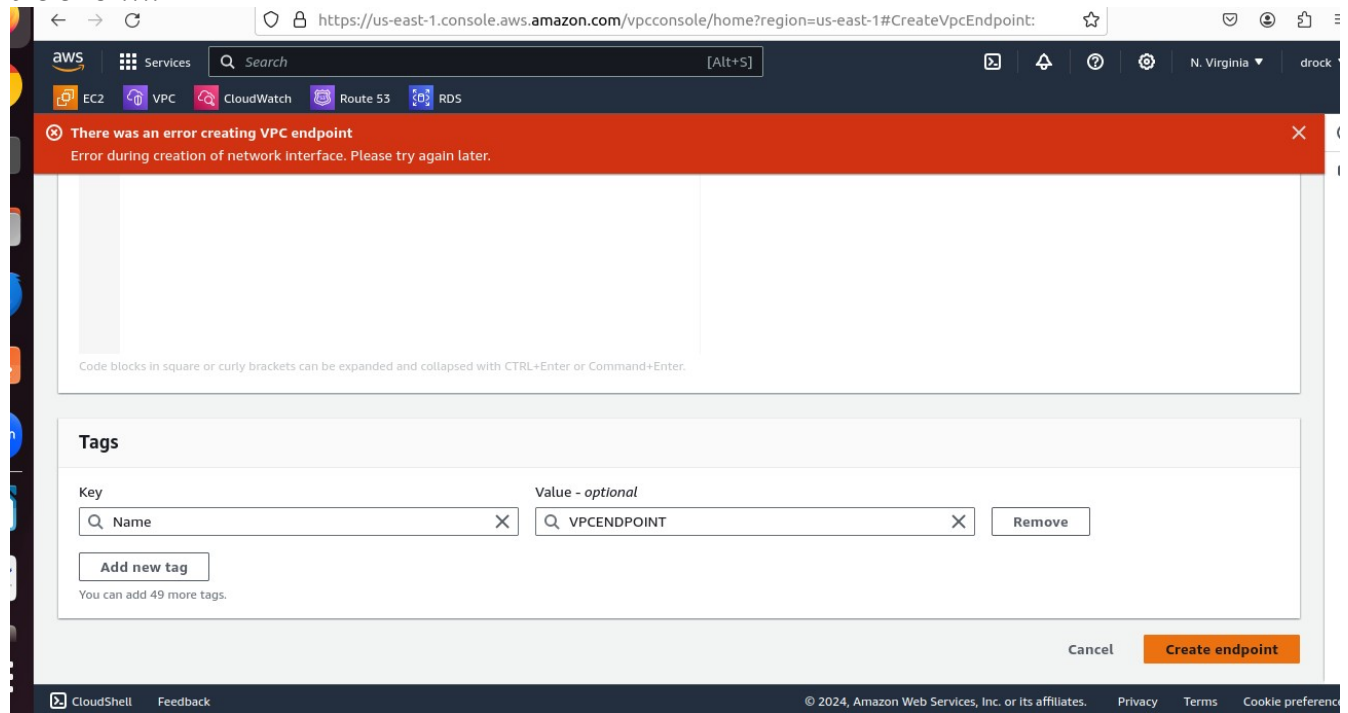 https://us-east-1.console.aws.amazon.com/vpcconsole/home?region=us-east-1#CreateVpcEndpoint:
aws Services Search [Alt+S] N. Virginia drock
EC2 VPC CloudWatch Route 53 RDS
There was an error creating VPC endpoint
Error during creation of network interface. Please try again later.
Code blocks in square or curly brackets can be expanded and collapsed with CTRL+Enter or Command+Enter.
Tags
Key Value - optional
Name VPCENDPOINT Remove
Add new tag
You can add 49 more tags.
Cancel Create endpoint
CloudShell Feedback © 2024, Amazon Web Services, Inc. or its affiliates. Privacy Terms Cookie preferenc